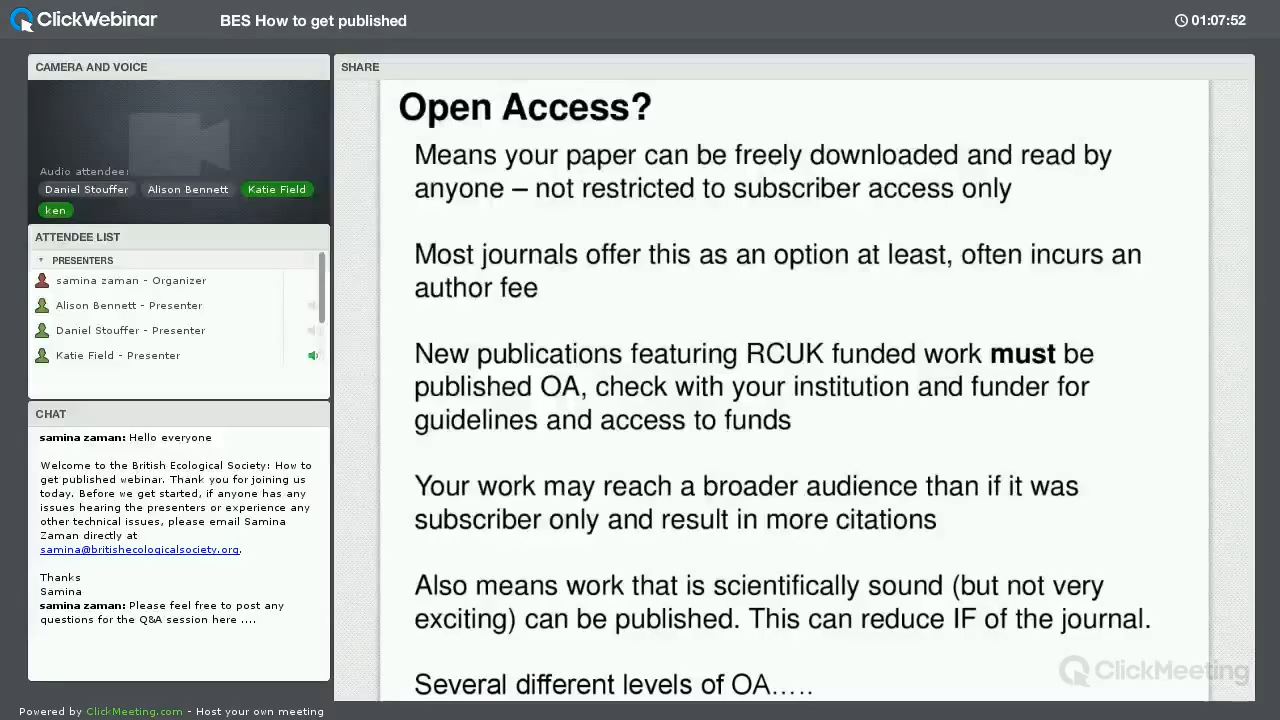 ClickWebinar
BES How to get published
01:07:52
CAMERA AND VOICE
Audio attendee:
Daniel Stouffer
Alison Bennett
Katie Field
ken
ATTENDEE LIST
PRESENTERS
samina zaman - Organizer
Alison Bennett - Presenter
Daniel Stouffer - Presenter
Katie Field - Presenter
CHAT
samina zaman: Hello everyone
Welcome to the British Ecological Society: How to
get published webinar. Thank you for joining us
today. Before we get started, if anyone has any
issues hearing the presenters or experience any
other technical issues, please email Samina
Zaman directly at
samina@britishecologicalsociety.org.
Thanks
Samina
samina zaman: Please feel free to post any
questions for the Q&A session here ....
SHARE
Open Access?
Means your paper can be freely downloaded and read by
anyone – not restricted to subscriber access only
Most journals offer this as an option at least, often incurs an
author fee
New publications featuring RCUK funded work must be
published OA, check with your institution and funder for
guidelines and access to funds
Your work may reach a broader audience than if it was
subscriber only and result in more citations
Also means work that is scientifically sound (but not very
exciting) can be published. This can reduce IF of the journal.
Several different levels of OA.....
ClickMeeting
Powered by ClickMeeting.com - Host your own meeting